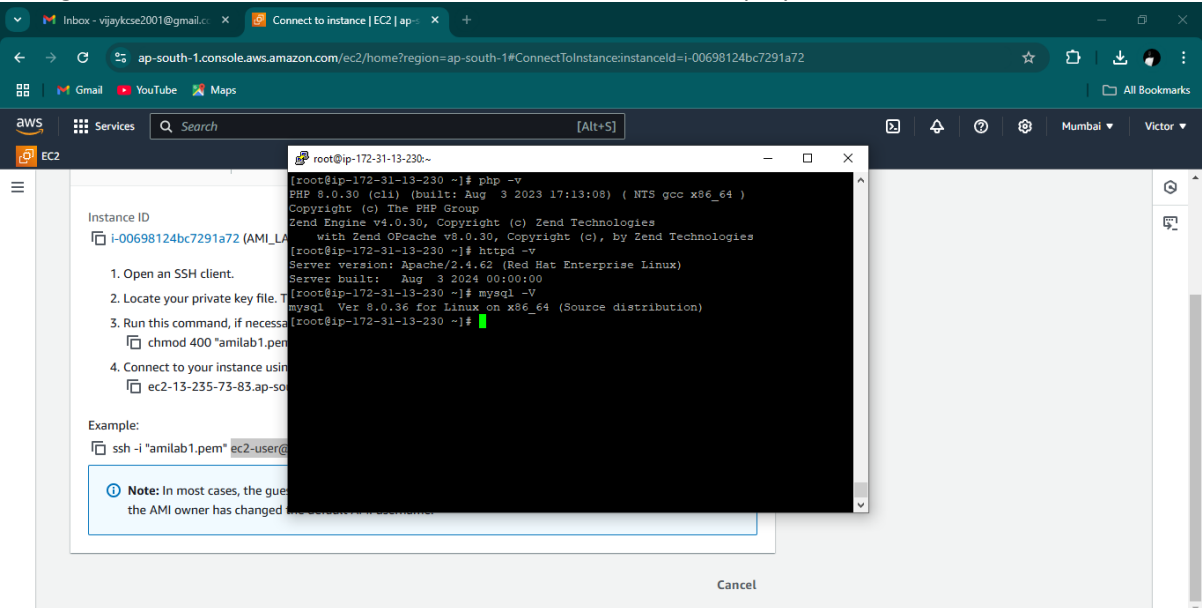 Inbox - vijaykcse2001@gmail.c
Connect to instance | EC2 | ap-s
ap-south-1.console.aws.amazon.com/ec2/home?region=ap-south-1#ConnectToInstance:instanceId=i-00698124bc7291a72
Gmail YouTube Maps All Bookmarks
aws Services Search [Alt+S] Mumbai Victor
EC2
root@ip-172-31-13-230:~
[root@ip-172-31-13-230 ~]# php -v
PHP 8.0.30 (cli) (built: Aug  3 2023 17:13:08) ( NTS gcc x86_64 )
Copyright (c) The PHP Group
Zend Engine v4.0.30, Copyright (c) Zend Technologies
    with Zend OPcache v8.0.30, Copyright (c), by Zend Technologies
[root@ip-172-31-13-230 ~]# httpd -v
Server version: Apache/2.4.62 (Red Hat Enterprise Linux)
Server built:   Aug  3 2024 00:00:00
[root@ip-172-31-13-230 ~]# mysql -V
mysql  Ver 8.0.36 for Linux on x86_64 (Source distribution)
[root@ip-172-31-13-230 ~]#
Instance ID
i-00698124bc7291a72 (AMI_LA
1. Open an SSH client.
2. Locate your private key file. T
3. Run this command, if necessa
chmod 400 "amilab1.pen
4. Connect to your instance usin
ec2-13-235-73-83.ap-so
Example:
ssh -i "amilab1.pem" ec2-user@
Note: In most cases, the gue
the AMI owner has changed
Cancel